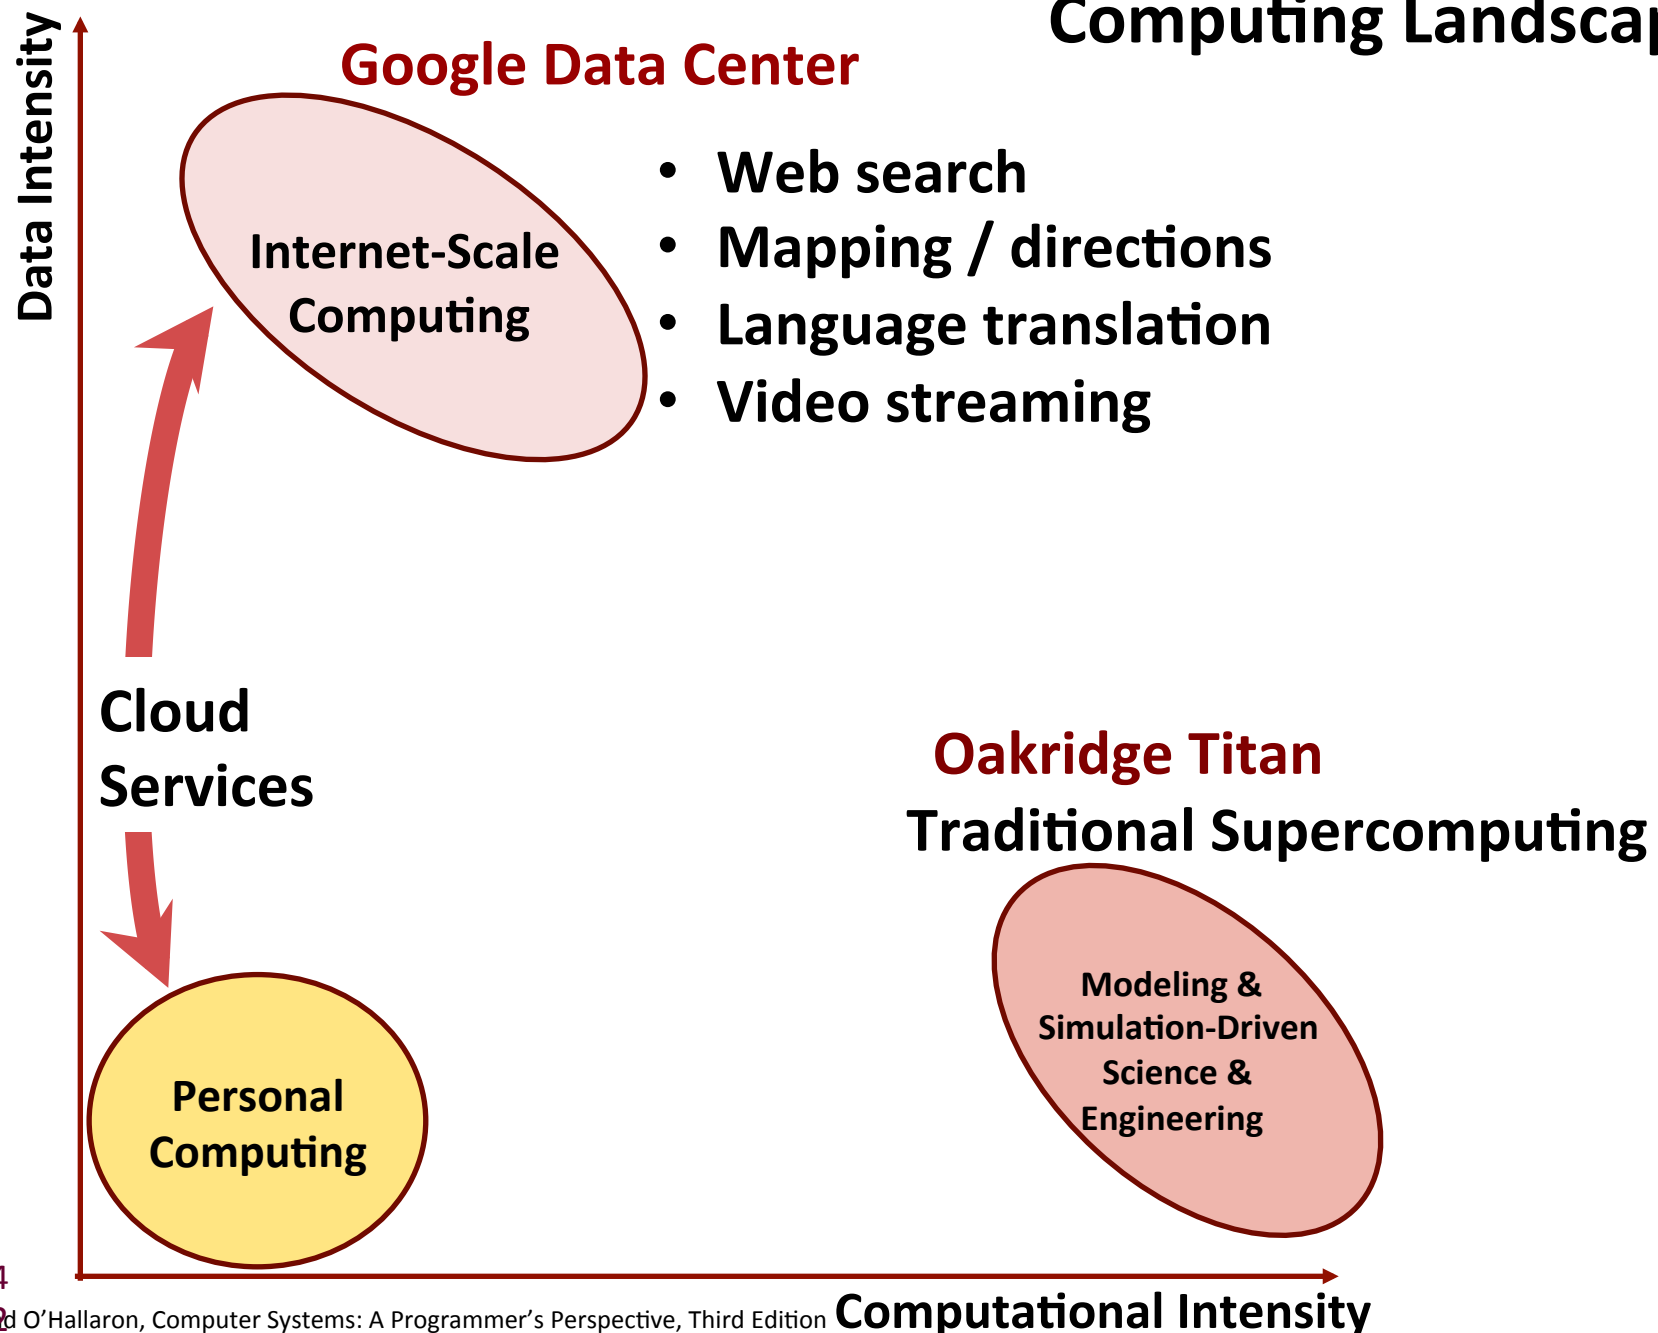 Computing
Data Intensity
Google Data Center
Internet-Scale
Computing
• Web search
• Mapping / directions
• Language translation
• Video streaming
Cloud
Services
Oakridge Titan
Traditional Supercomputing
Modeling &
Simulation-Driven
Science &
Engineering
Personal
Computing
4
O’Hallaron, Computer Systems: A Programmer’s Perspective, Third Edition
Computational Intensity